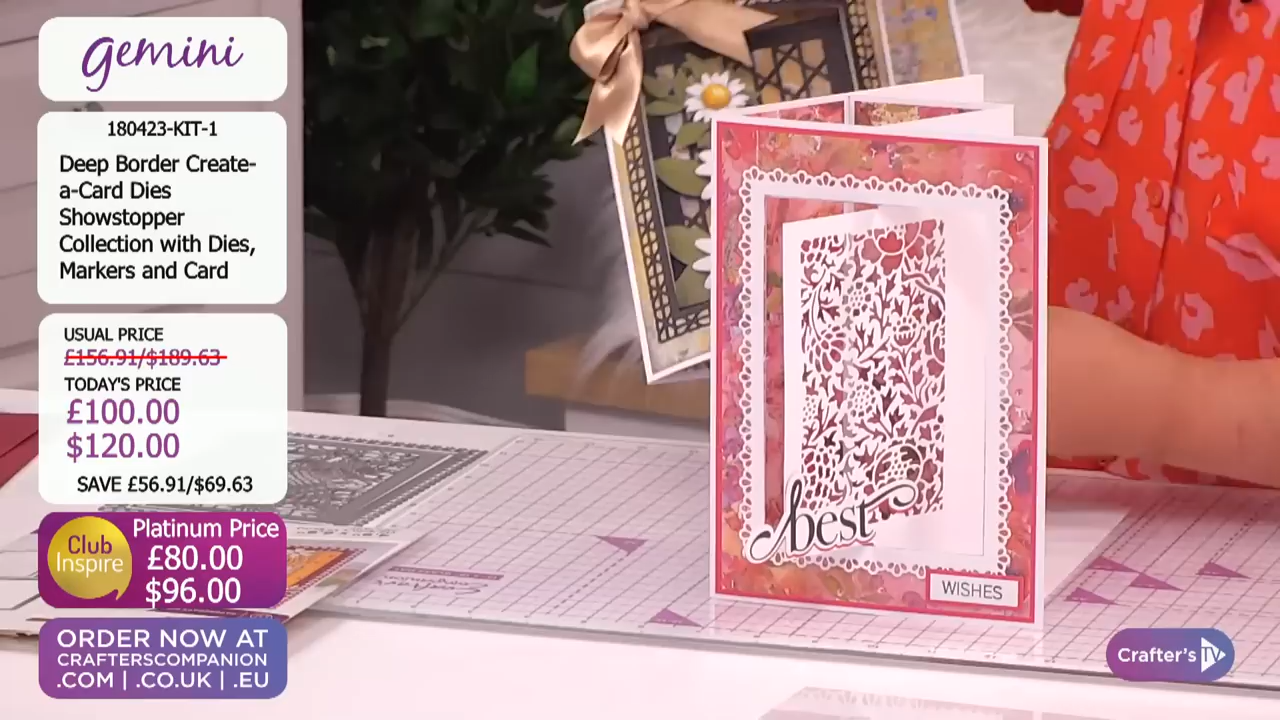 gemini
180423-KIT-1
Deep Border Create-
a-Card Dies
Showstopper
Collection with Dies,
Markers and Card
USUAL PRICE
£156.91/$189.63
TODAY'S PRICE
£100.00
$120.00
SAVE £56.91/$69.63
Club
Inspire
Platinum Price
£80.00
$96.00
ORDER NOW AT
CRAFTERSCOMPANION
.COM | .CO.UK | .EU
best
WISHES
Crafter's TV